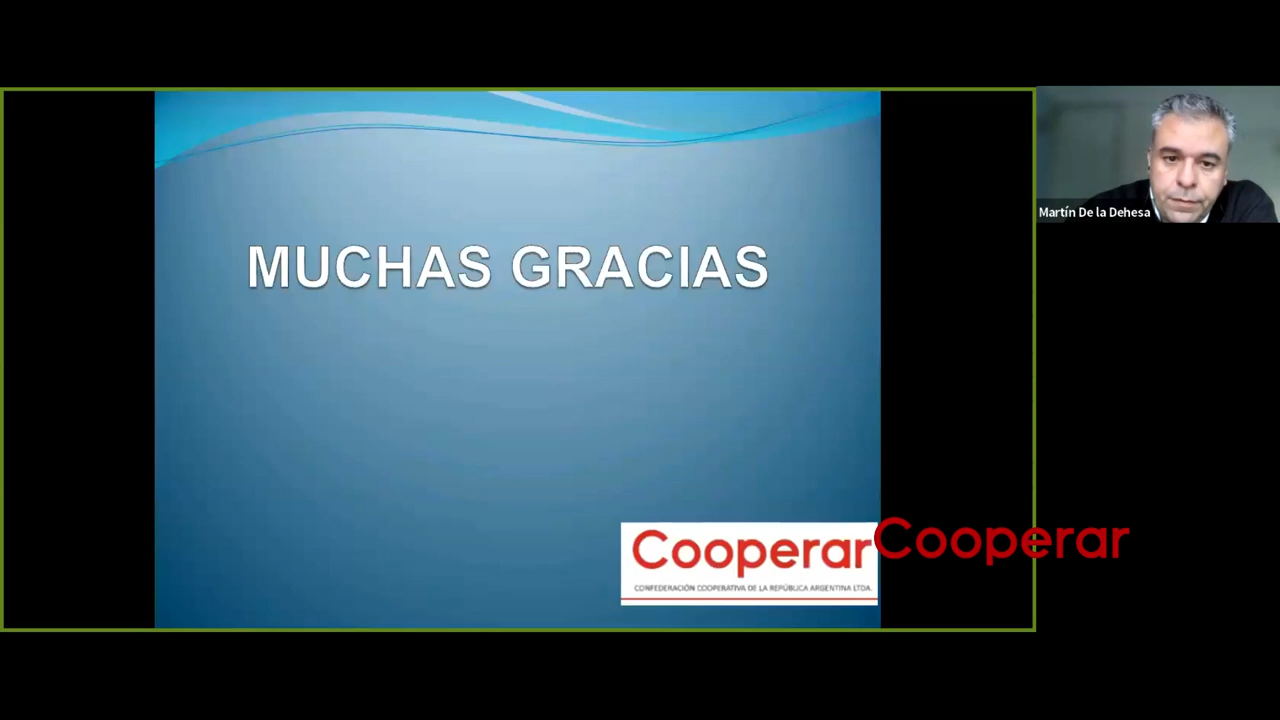 MUCHAS GRACIAS
Martín De la Dehesa
Cooperar
CONFEDERACIÓN COOPERATIVA DE LA REPÚBLICA ARGENTINA LTDA.
Cooperar